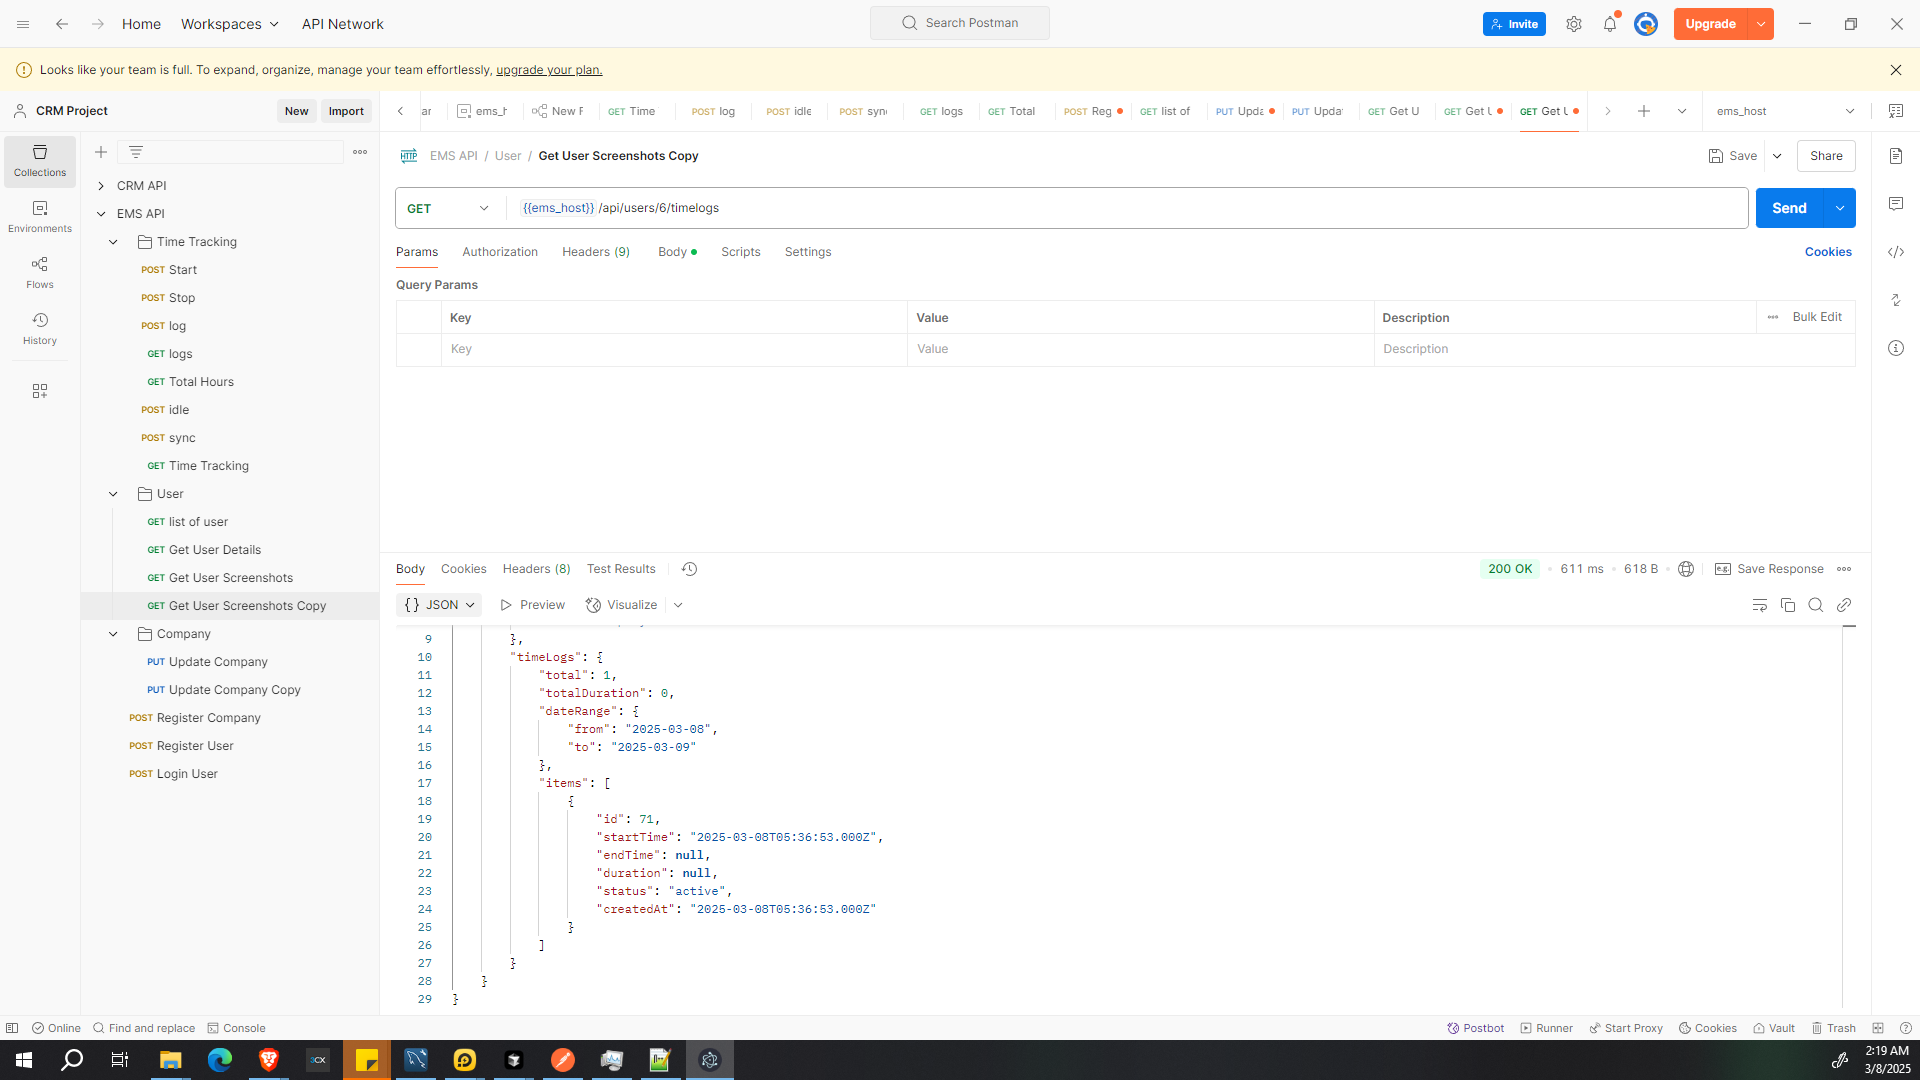 Home
Workspaces
API Network
Search Postman
Invite
Upgrade
Looks like your team is full. To expand, organize, manage your team effortlessly, upgrade your plan.
CRM Project
New
Import
ar
ems_h
New F
GET Time
POST log
POST idle
POST syn
GET logs
GET Total
POST Reg
GET list of
PUT Upda
PUT Upda
GET Get U
GET Get U
GET Get U
ems_host
Collections
Environments
Flows
History
CRM API
EMS API
Time Tracking
POST Start
POST Stop
POST log
GET logs
GET Total Hours
POST idle
POST sync
GET Time Tracking
User
GET list of user
GET Get User Details
GET Get User Screenshots
GET Get User Screenshots Copy
Company
PUT Update Company
PUT Update Company Copy
POST Register Company
POST Register User
POST Login User
HTTP EMS API / User / Get User Screenshots Copy
Save
Share
GET
{{ems_host}} /api/users/6/timelogs
Send
Params
Authorization
Headers (9)
Body
Scripts
Settings
Cookies
Query Params
Key
Value
Description
Bulk Edit
Key
Value
Description
Body
Cookies
Headers (8)
Test Results
200 OK
611 ms
618 B
e.g. Save Response
{} JSON
Preview
Visualize
9 },
10 "timeLogs": {
11 "total": 1,
12 "totalDuration": 0,
13 "dateRange": {
14 "from": "2025-03-08",
15 "to": "2025-03-09"
16 },
17 "items": [
18 {
19 "id": 71,
20 "startTime": "2025-03-08T05:36:53.000Z",
21 "endTime": null,
22 "duration": null,
23 "status": "active",
24 "createdAt": "2025-03-08T05:36:53.000Z"
25 }
26 ]
27 }
28 }
29 }
Online
Find and replace
Console
Postbot
Runner
Start Proxy
Cookies
Vault
Trash
2:19 AM
3/8/2025